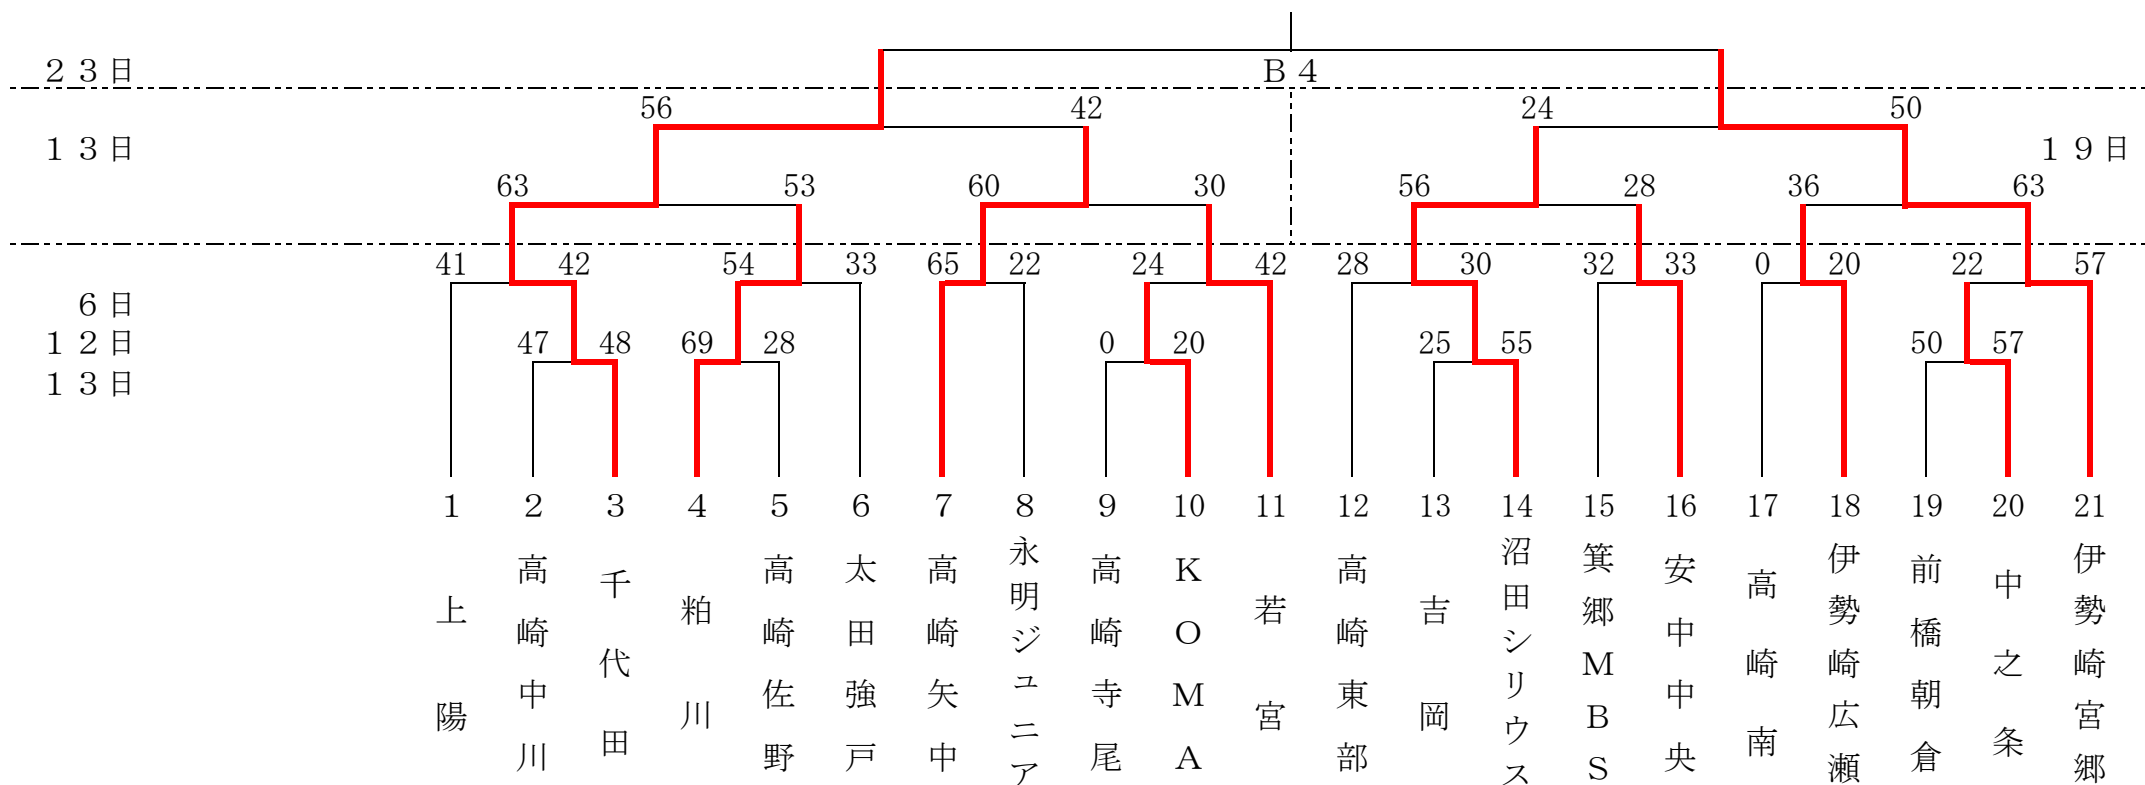 ２３日
Ｂ４
56 42 24 50
１３日 １９日
63 53 60 30 56 28 36 63
41 42 54 33 65 22 24 42 28 30 32 33 0 20 22 57
６日
１２日
47 48 69 28 0 20 25 55 50 57
１３日
1 2 3 4 5 6 7 8 9 10 11 12 13 14 15 16 17 18 19 20 21
上陽
高崎中川
千代田
粕川
高崎佐野
太田強戸
高崎矢中
永明ジュニア
高崎寺尾
ＫＯＭＡ
若宮
高崎東部
吉岡
沼田シリウス
箕郷ＭＢＳ
安中中央
高崎南
伊勢崎広瀬
前橋朝倉
中之条
伊勢崎宮郷